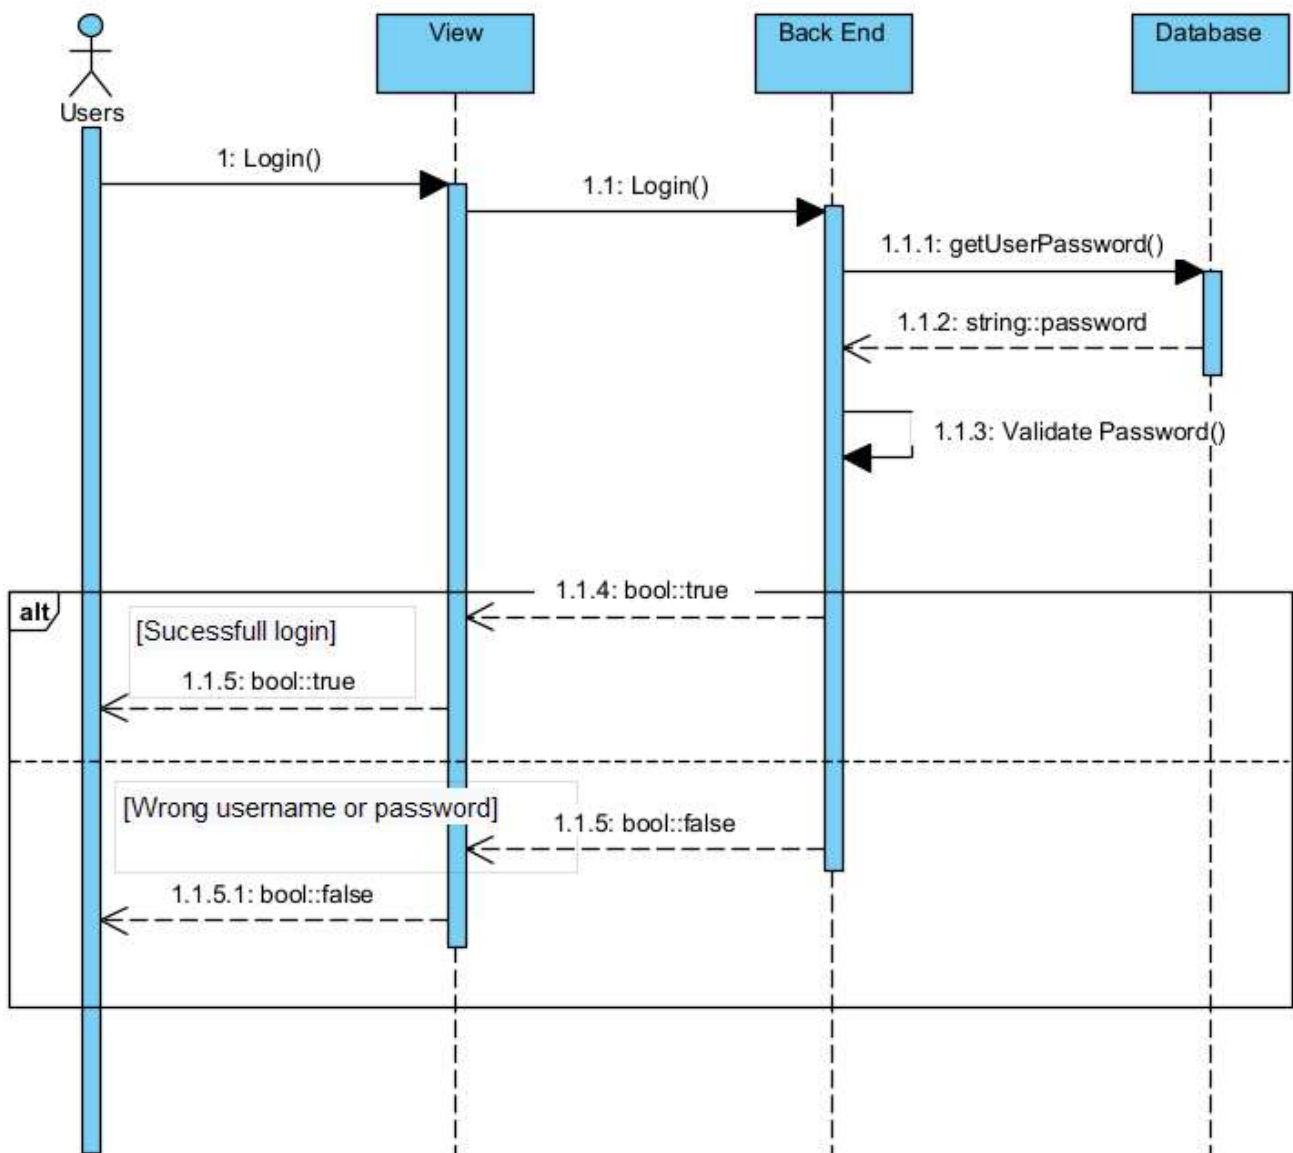 View
Back End
Database
Users
1: Login()
1.1: Login()
1.1.1: getUserPassword()
1.1.2: string::password
1.1.3: Validate Password()
1.1.4: bool::true
alt
[Sucessfull login]
1.1.5: bool::true
[Wrong username or password]
1.1.5: bool::false
1.1.5.1: bool::false